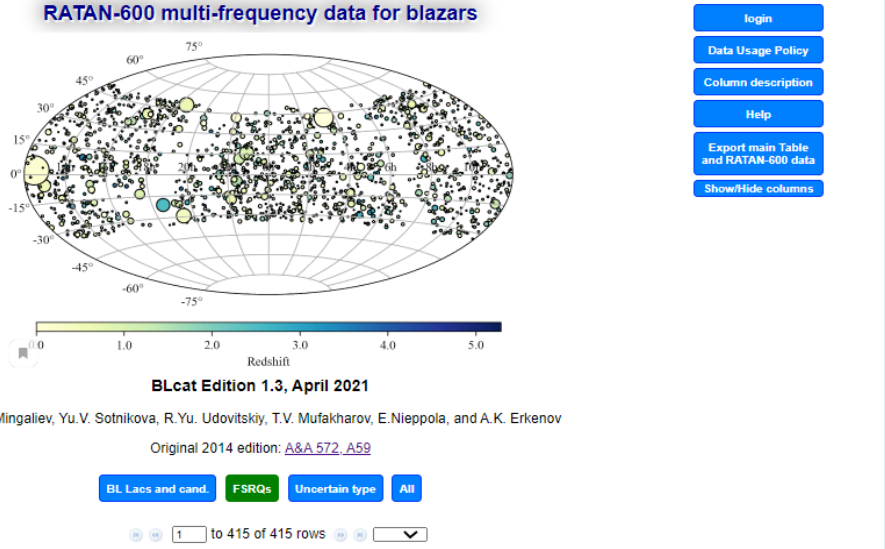 RATAN-600 multi-frequency data for blazars
login
Data Usage Policy
Column description
Help
Export main Table
and RATAN-600 data
Show/Hide columns
75°
60°
45°
30°
15°
0°
-15°
-30°
-45°
-60°
-75°
0.0 1.0 2.0 3.0 4.0 5.0
Redshift
BLcat Edition 1.3, April 2021
Mingaliev, Yu.V. Sotnikova, R.Yu. Udovitskiy, T.V. Mufakharov, E.Nieppola, and A.K. Erkenov
Original 2014 edition: A&A 572, A59
BL Lacs and cand. FSRQs Uncertain type All
1 to 415 of 415 rows